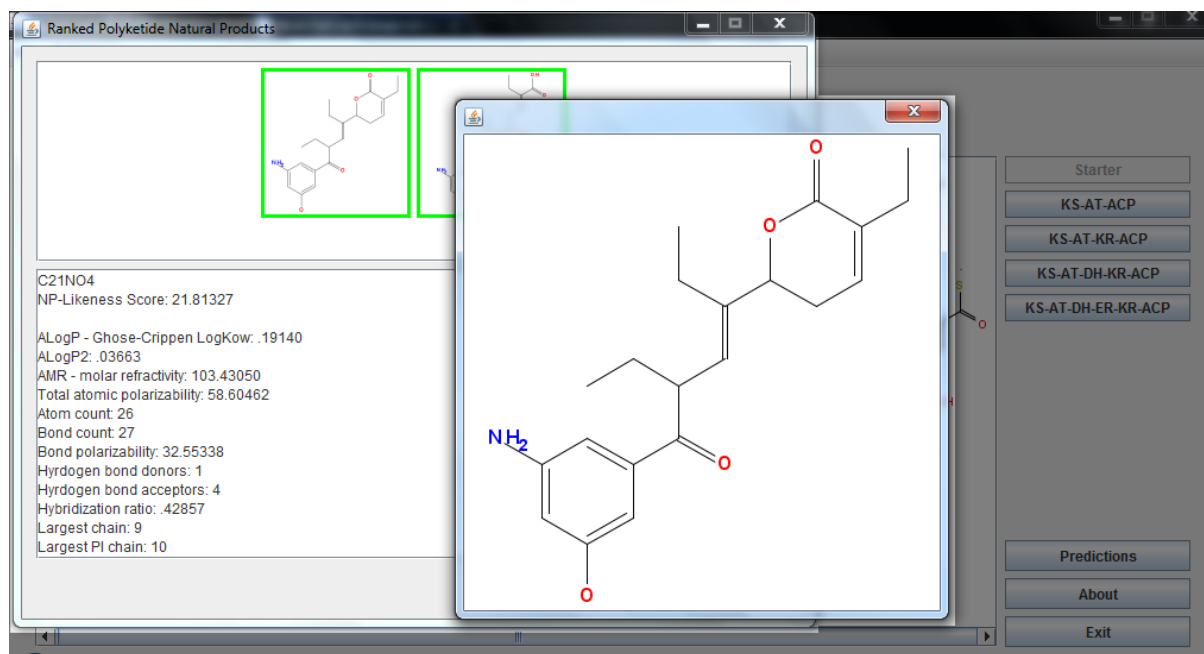 Ranked Polyketide Natural Products
O
O
NH2
O
O
OH
O
C21NO4
NP-Likeness Score: 21.81327
ALogP - Ghose-Crippen LogKow: .19140
ALogP2: .03663
AMR - molar refractivity: 103.43050
Total atomic polarizability: 58.60462
Atom count: 26
Bond count: 27
Bond polarizability: 32.55338
Hyrdogen bond donors: 1
Hyrdogen bond acceptors: 4
Hybridization ratio: .42857
Largest chain: 9
Largest PI chain: 10
O
O
NH2
O
O
S
O
H
Starter
KS-AT-ACP
KS-AT-KR-ACP
KS-AT-DH-KR-ACP
KS-AT-DH-ER-KR-ACP
Predictions
About
Exit